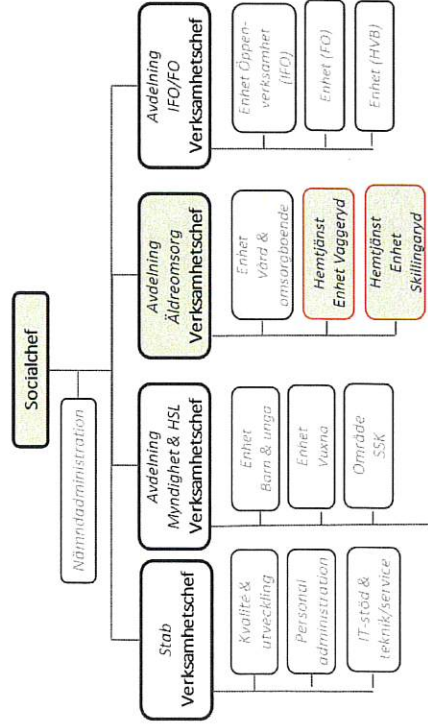 Socialchef
Nämndadministration
Stab
Verksamhetschef
Kvalité &
utveckling
Personal
administration
IT-stöd &
teknik/service
Avdelning
Myndighet & HSL
Verksamhetschef
Enhet
Barn & unga
Enhet
Vuxna
Område
SSK
Avdelning
Äldreomsorg
Verksamhetschef
Enhet
Vård &
omsorgboende
Hemtjänst
Enhet Vaggeryd
Hemtjänst
Enhet
Skillingaryd
Avdelning
IFO/FO
Verksamhetschef
Enhet Öppen-
verksamhet
(IFO)
Enhet (FO)
Enhet (HVB)